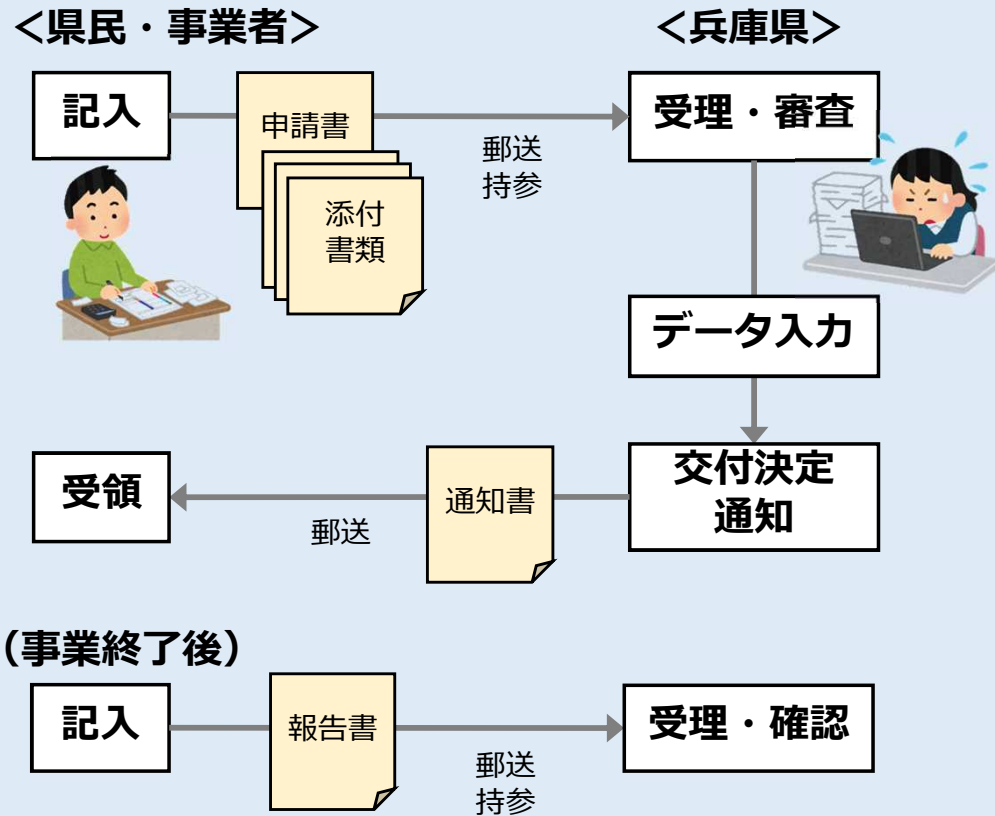 ＜県民・事業者＞
＜兵庫県＞
記入
申請書
添付
書類
郵送
持参
受理・審査
データ入力
交付決定
通知
通知書
郵送
受領
（事業終了後）
記入
報告書
郵送
持参
受理・確認